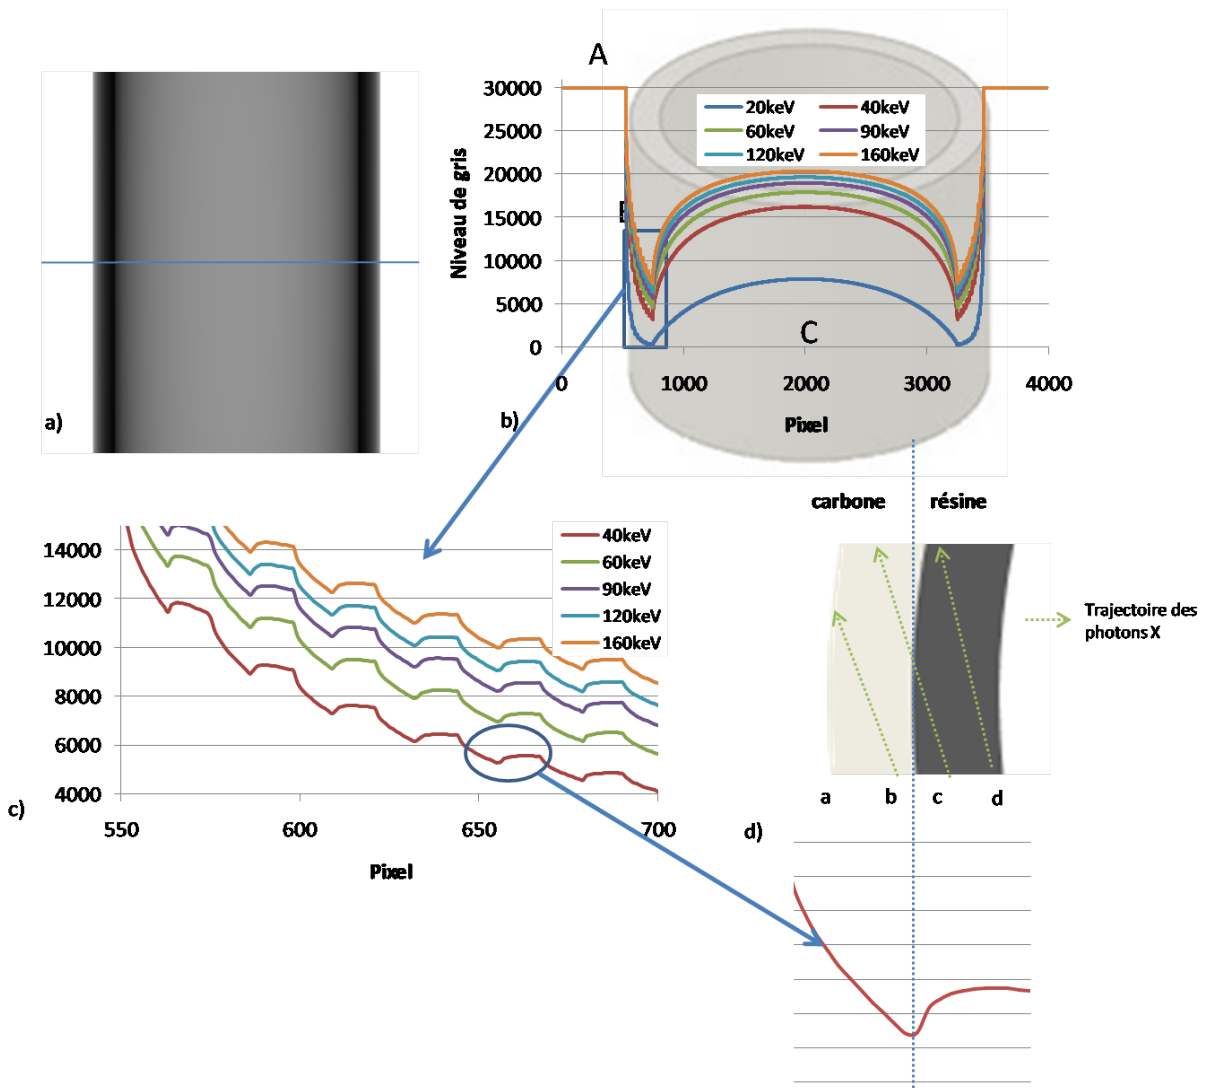 A
30000
25000
20000
15000
10000
5000
0
Niveau de gris
20keV 40keV
60keV 90keV
120keV 160keV
C
0 1000 2000 3000 4000
Pixel
a)
b)
carbone résine
14000
12000
10000
8000
6000
4000
40keV
60keV
90keV
120keV
160keV
550 600 650 700
Pixel
c)
Trajectoire des
photons X
a b c d
d)